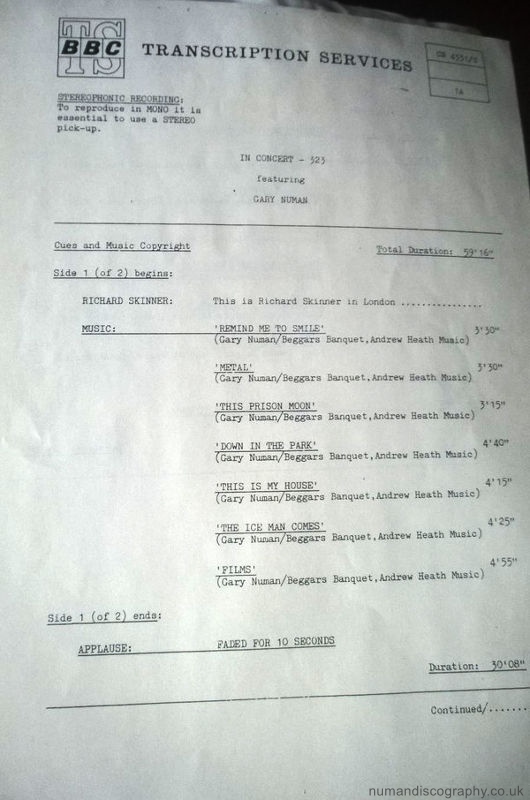 TS
BBC
TRANSCRIPTION SERVICES
CN 4551/S
1A
STEREOPHONIC RECORDING:
To reproduce in MONO it is
essential to use a STEREO
pick-up.
IN CONCERT - 323
featuring
GARY NUMAN
Cues and Music Copyright
Total Duration: 59'16"
Side 1 (of 2) begins:
RICHARD SKINNER: This is Richard Skinner in London ...............
MUSIC: 'REMIND ME TO SMILE' 3'30"
(Gary Numan/Beggars Banquet,Andrew Heath Music)
'METAL' 3'30"
(Gary Numan/Beggars Banquet,Andrew Heath Music)
'THIS PRISON MOON' 3'15"
(Gary Numan/Beggars Banquet,Andrew Heath Music)
'DOWN IN THE PARK' 4'40"
(Gary Numan/Beggars Banquet,Andrew Heath Music)
'THIS IS MY HOUSE' 4'15"
(Gary Numan/Beggars Banquet,Andrew Heath Music)
'THE ICE MAN COMES' 4'25"
(Gary Numan/Beggars Banquet,Andrew Heath Music)
'FILMS' 4'55"
(Gary Numan/Beggars Banquet,Andrew Heath Music)
Side 1 (of 2) ends:
APPLAUSE: FADED FOR 10 SECONDS
Duration: 30'08"
Continued/.......
numandiscography.co.uk